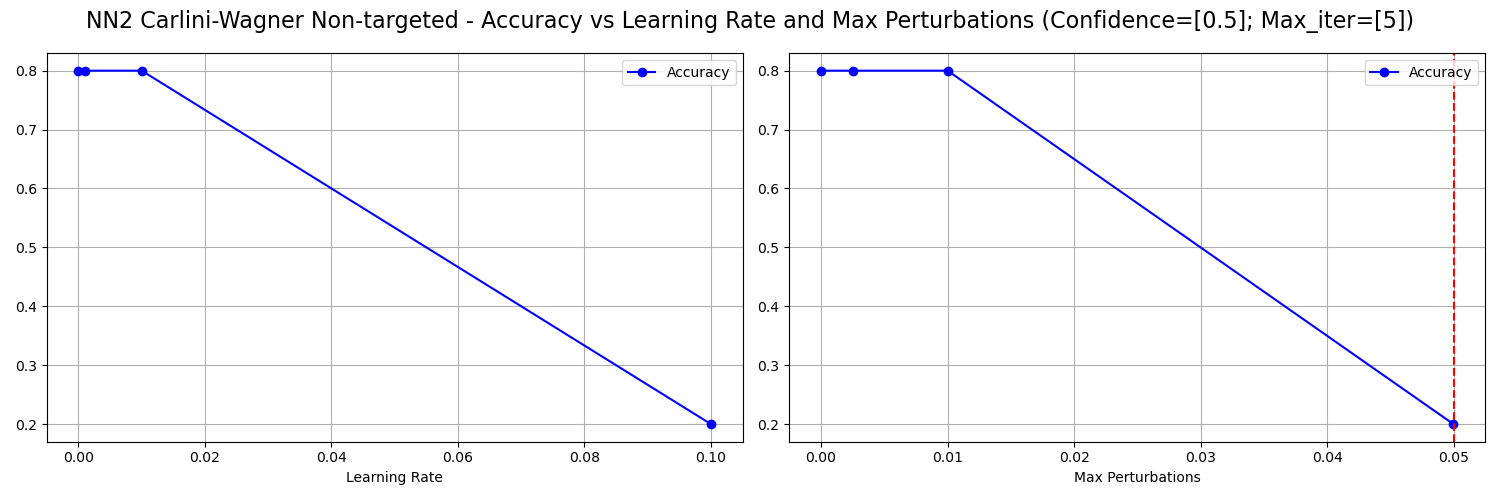 NN2 Carlini-Wagner Non-targeted - Accuracy vs Learning Rate and Max Perturbations (Confidence=[0.5]; Max_iter=[5])
Accuracy
0.8
0.7
0.6
0.5
0.4
0.3
0.2
0.00 0.02 0.04 0.06 0.08 0.10
Learning Rate
Accuracy
0.8
0.7
0.6
0.5
0.4
0.3
0.2
0.00 0.01 0.02 0.03 0.04 0.05
Max Perturbations